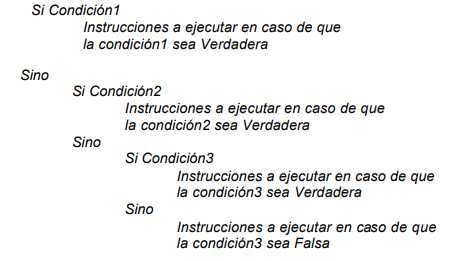 Si Condición1
Instrucciones a ejecutar en caso de que
la condición1 sea Verdadera
Sino
Si Condición2
Instrucciones a ejecutar en caso de que
la condición2 sea Verdadera
Sino
Si Condición3
Instrucciones a ejecutar en caso de que
la condición3 sea Verdadera
Sino
Instrucciones a ejecutar en caso de que
la condición3 sea Falsa